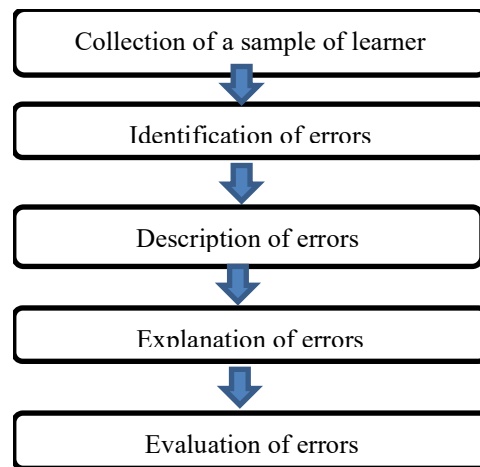 Collection of a sample of learner
Identification of errors
Description of errors
Explanation of errors
Evaluation of errors